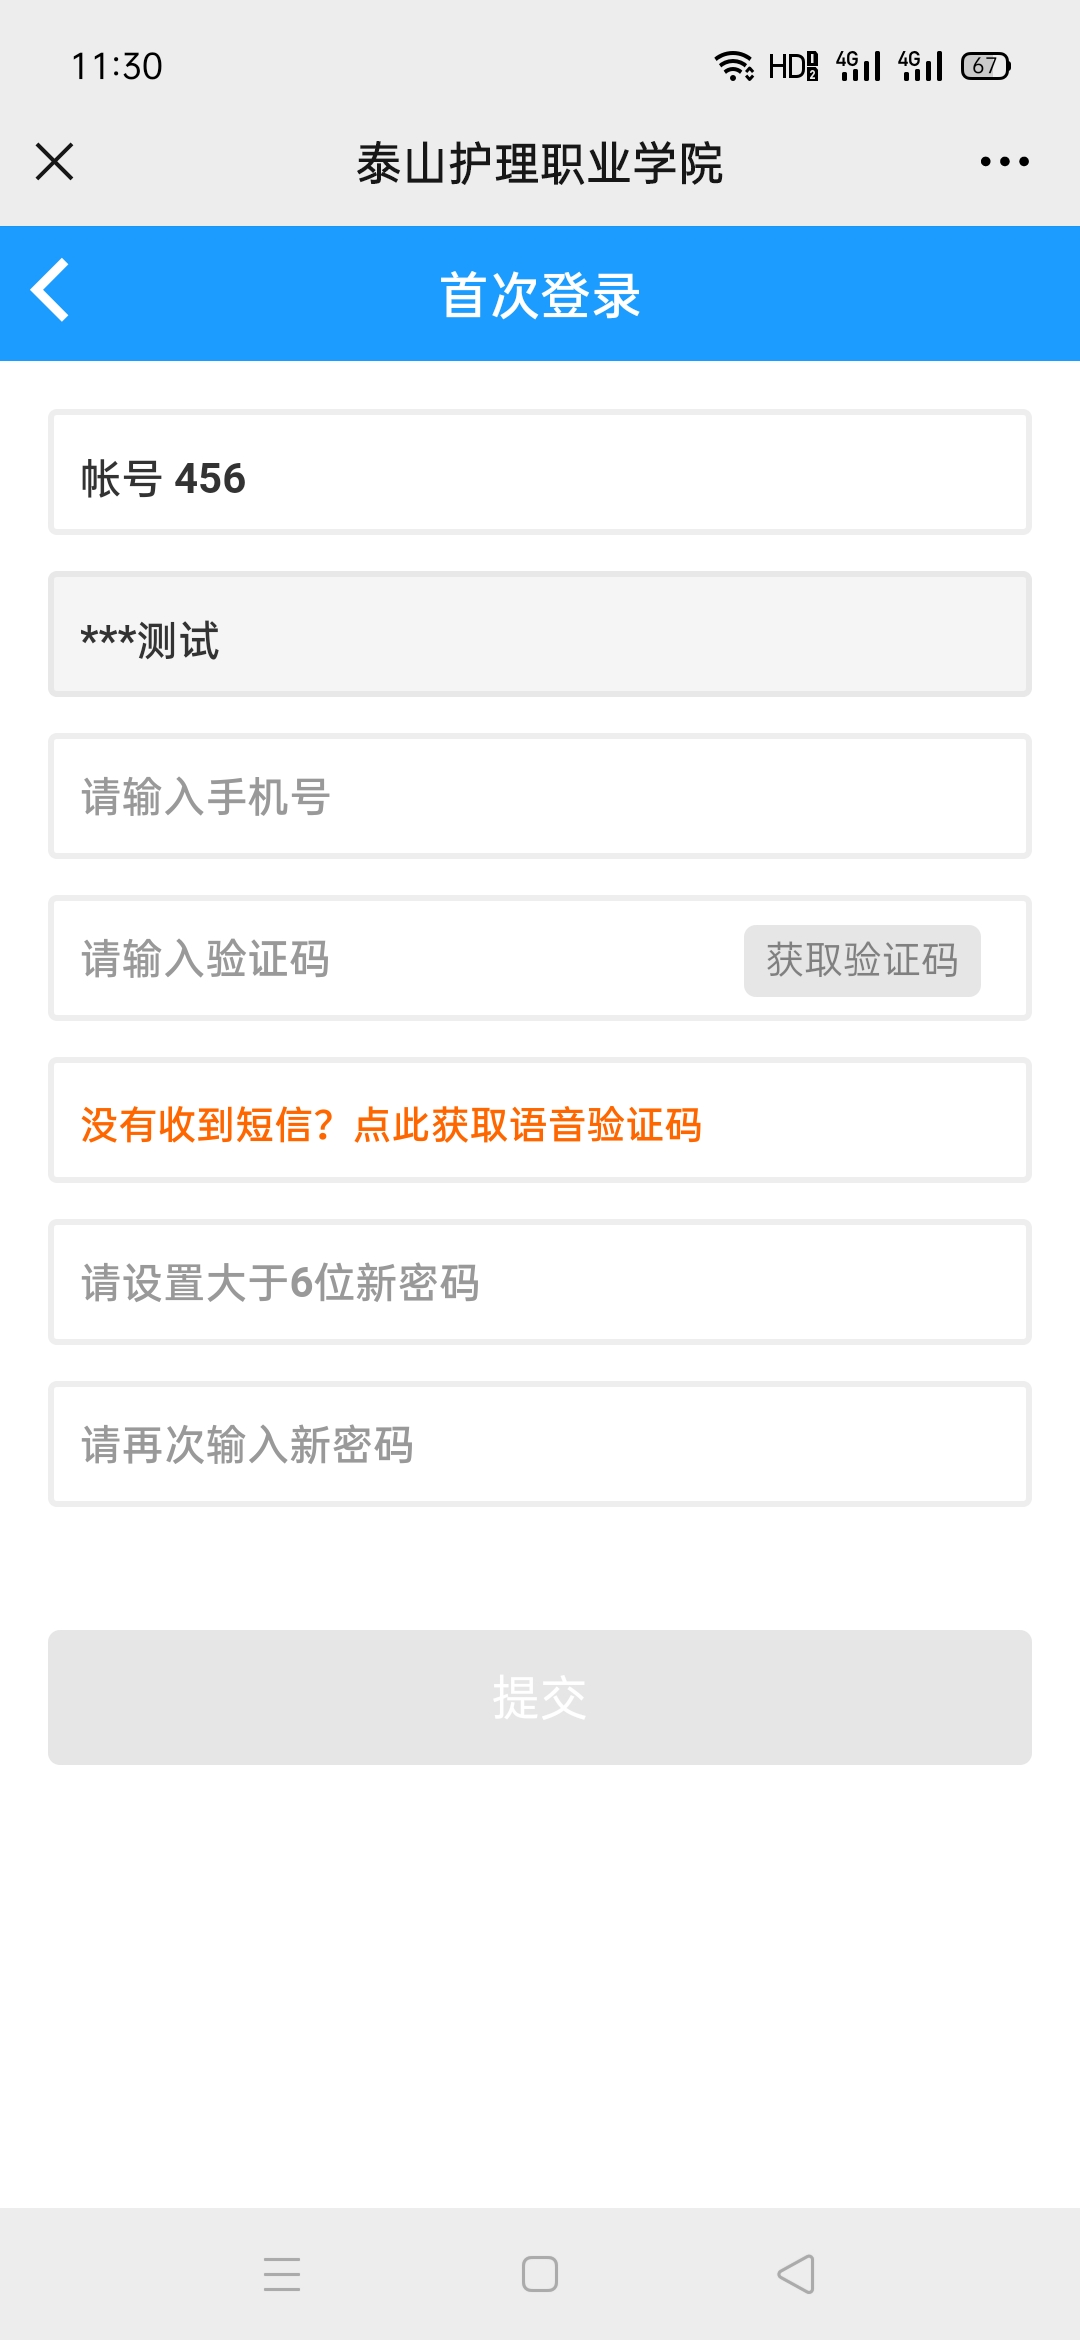 11:30
HD 1 2 4G 4G 67
泰山护理职业学院
首次登录
帐号 456
***测试
请输入手机号
请输入验证码 获取验证码
没有收到短信？点此获取语音验证码
请设置大于6位新密码
请再次输入新密码
提交